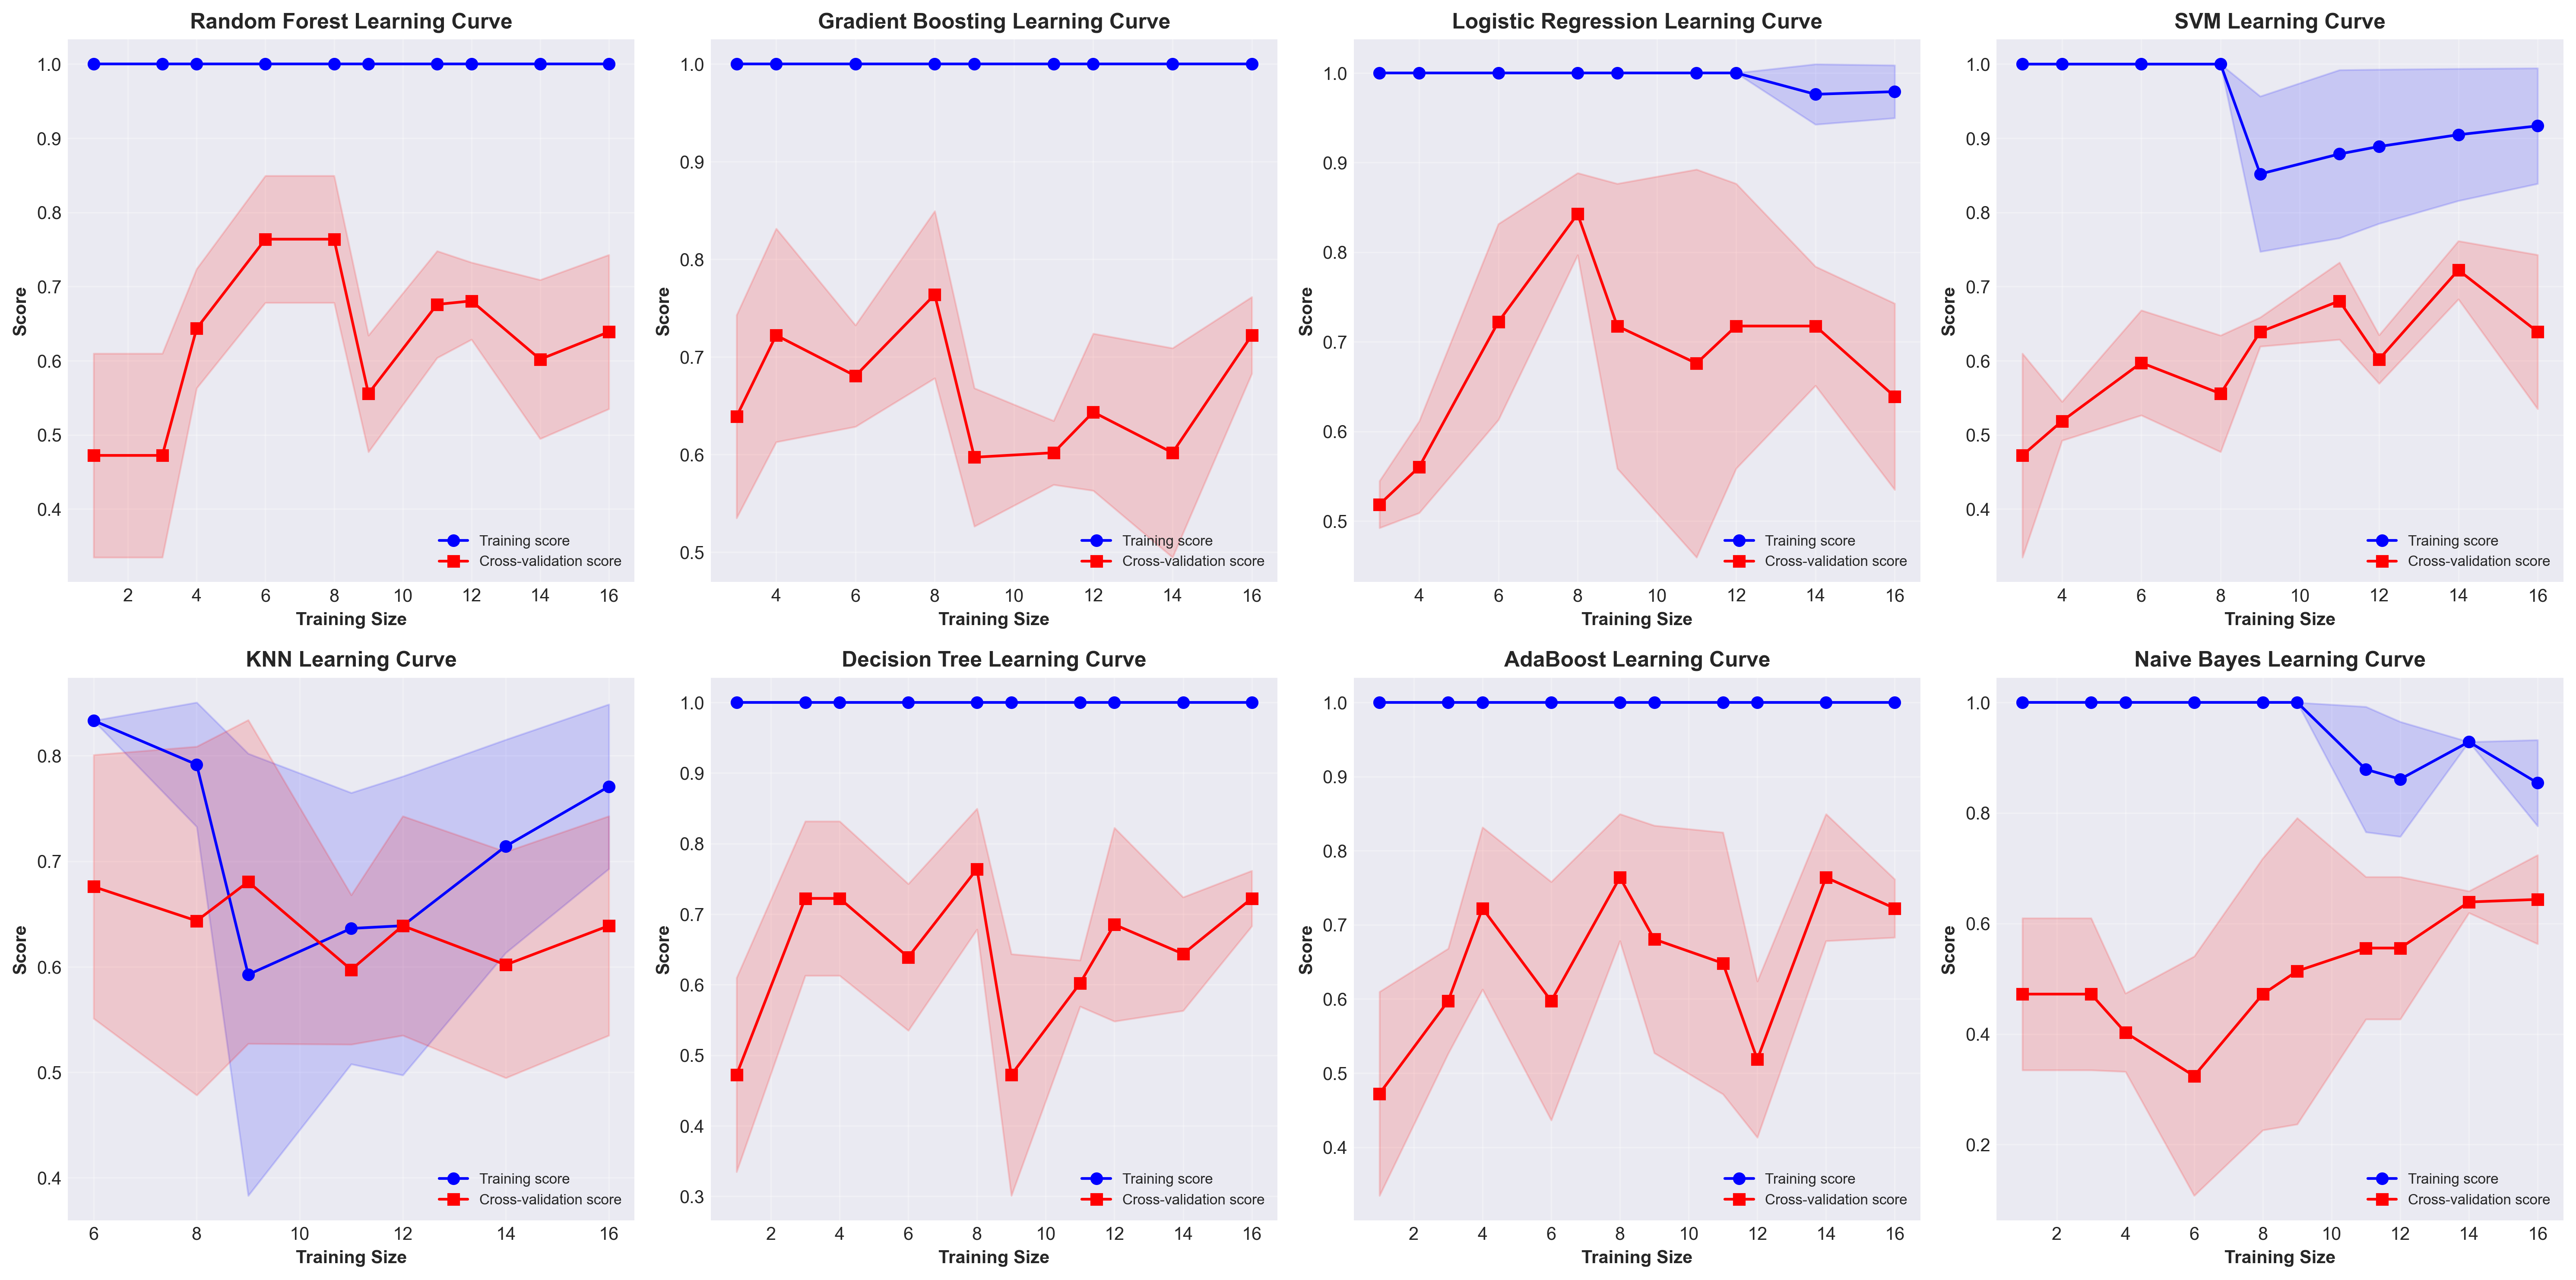 Random Forest Learning Curve
1.0
0.9
0.8
0.7
0.6
0.5
0.4
Score
2 4 6 8 10 12 14 16
Training Size
Training score
Cross-validation score
Gradient Boosting Learning Curve
1.0
0.9
0.8
0.7
0.6
0.5
Score
4 6 8 10 12 14 16
Training Size
Training score
Cross-validation score
Logistic Regression Learning Curve
1.0
0.9
0.8
0.7
0.6
0.5
Score
4 6 8 10 12 14 16
Training Size
Training score
Cross-validation score
SVM Learning Curve
1.0
0.9
0.8
0.7
0.6
0.5
0.4
Score
4 6 8 10 12 14 16
Training Size
Training score
Cross-validation score
KNN Learning Curve
0.8
0.7
0.6
0.5
0.4
Score
6 8 10 12 14 16
Training Size
Training score
Cross-validation score
Decision Tree Learning Curve
1.0
0.9
0.8
0.7
0.6
0.5
0.4
0.3
Score
2 4 6 8 10 12 14 16
Training Size
Training score
Cross-validation score
AdaBoost Learning Curve
1.0
0.9
0.8
0.7
0.6
0.5
0.4
Score
2 4 6 8 10 12 14 16
Training Size
Training score
Cross-validation score
Naive Bayes Learning Curve
1.0
0.8
0.6
0.4
0.2
Score
2 4 6 8 10 12 14 16
Training Size
Training score
Cross-validation score